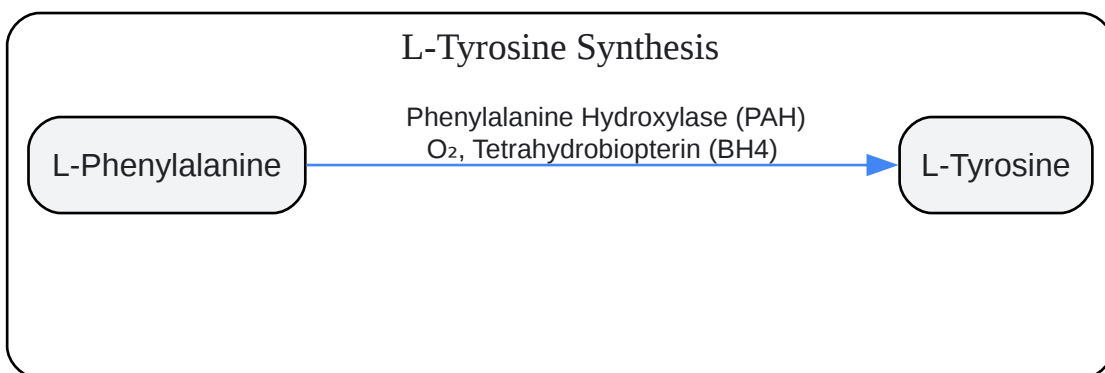 L-Tyrosine Synthesis
Phenylalanine Hydroxylase (PAH)
O₂, Tetrahydrobiopterin (BH4)
L-Phenylalanine
L-Tyrosine